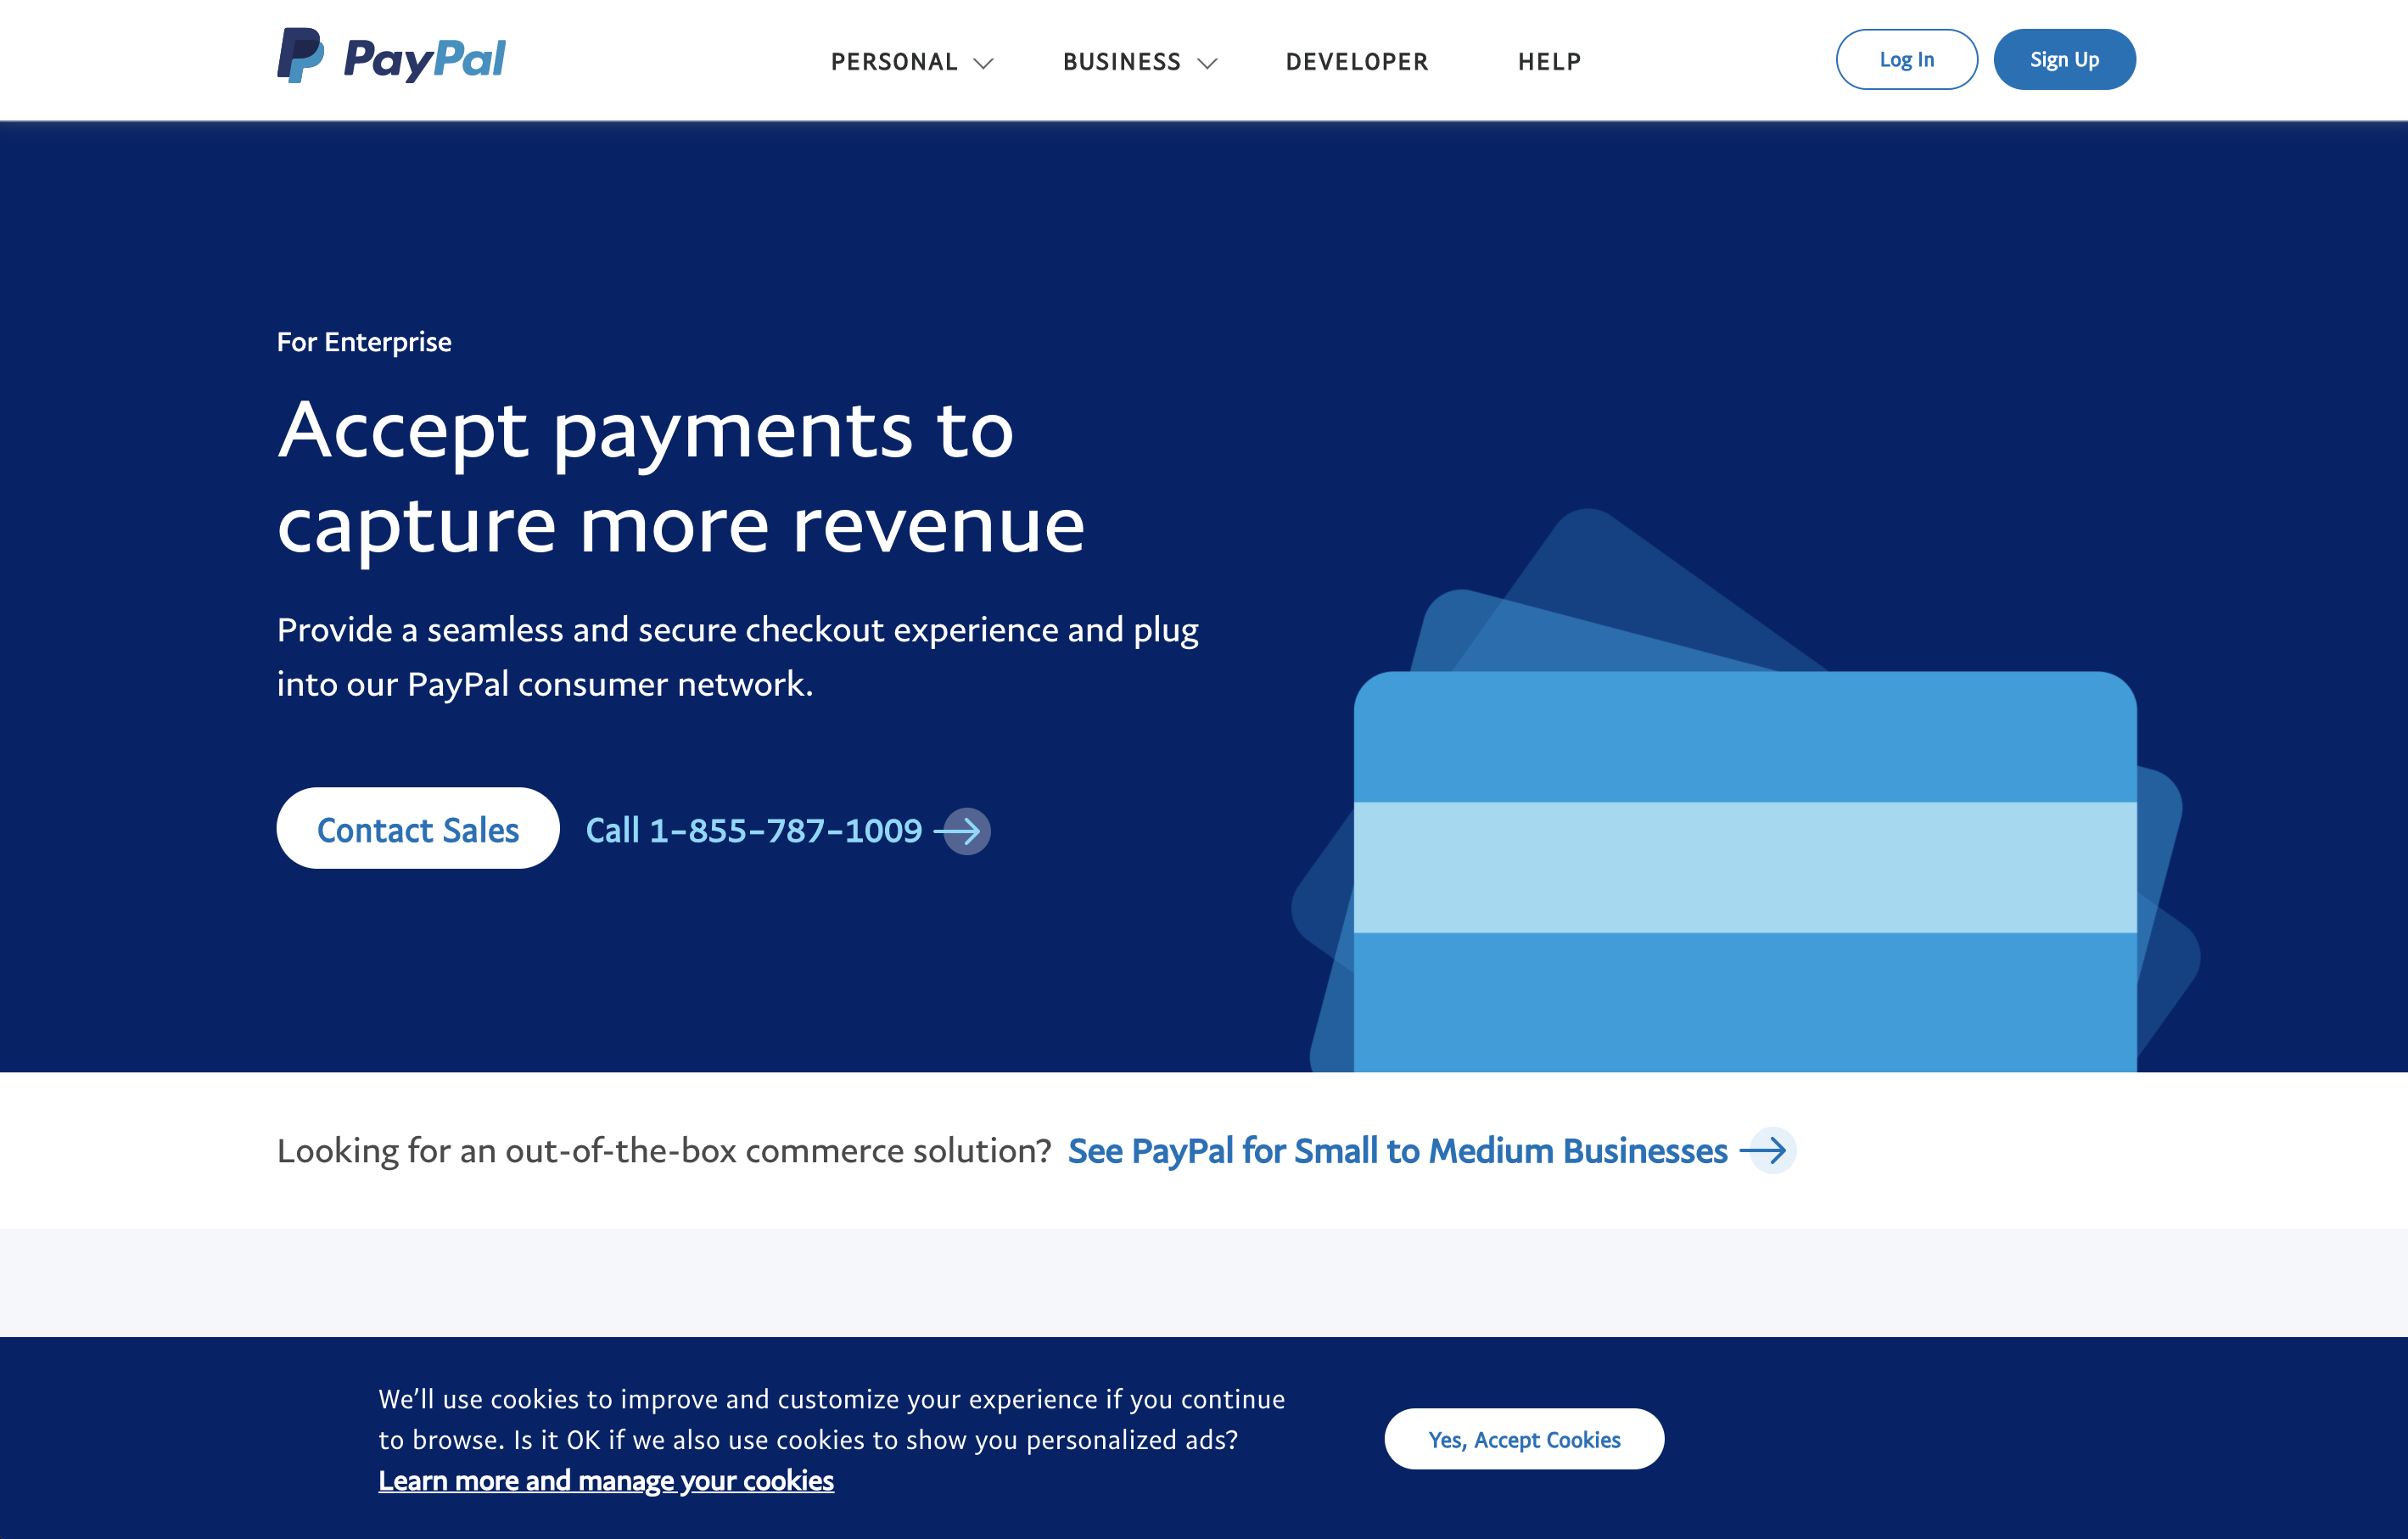 PayPal
PERSONAL
BUSINESS
DEVELOPER
HELP
Log In
Sign Up
For Enterprise
Accept payments to
capture more revenue
Provide a seamless and secure checkout experience and plug
into our PayPal consumer network.
Contact Sales
Call 1-855-787-1009
Looking for an out-of-the-box commerce solution? See PayPal for Small to Medium Businesses
We’ll use cookies to improve and customize your experience if you continue
to browse. Is it OK if we also use cookies to show you personalized ads?
Learn more and manage your cookies
Yes, Accept Cookies